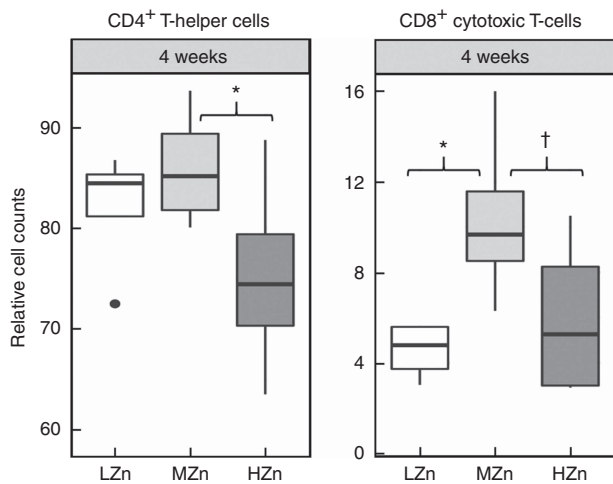 CD4⁺ T-helper cells
CD8⁺ cytotoxic T-cells
4 weeks
4 weeks
Relative cell counts
90
80
70
60
*
LZn MZn HZn
16
12
8
4
0
*
†
LZn MZn HZn